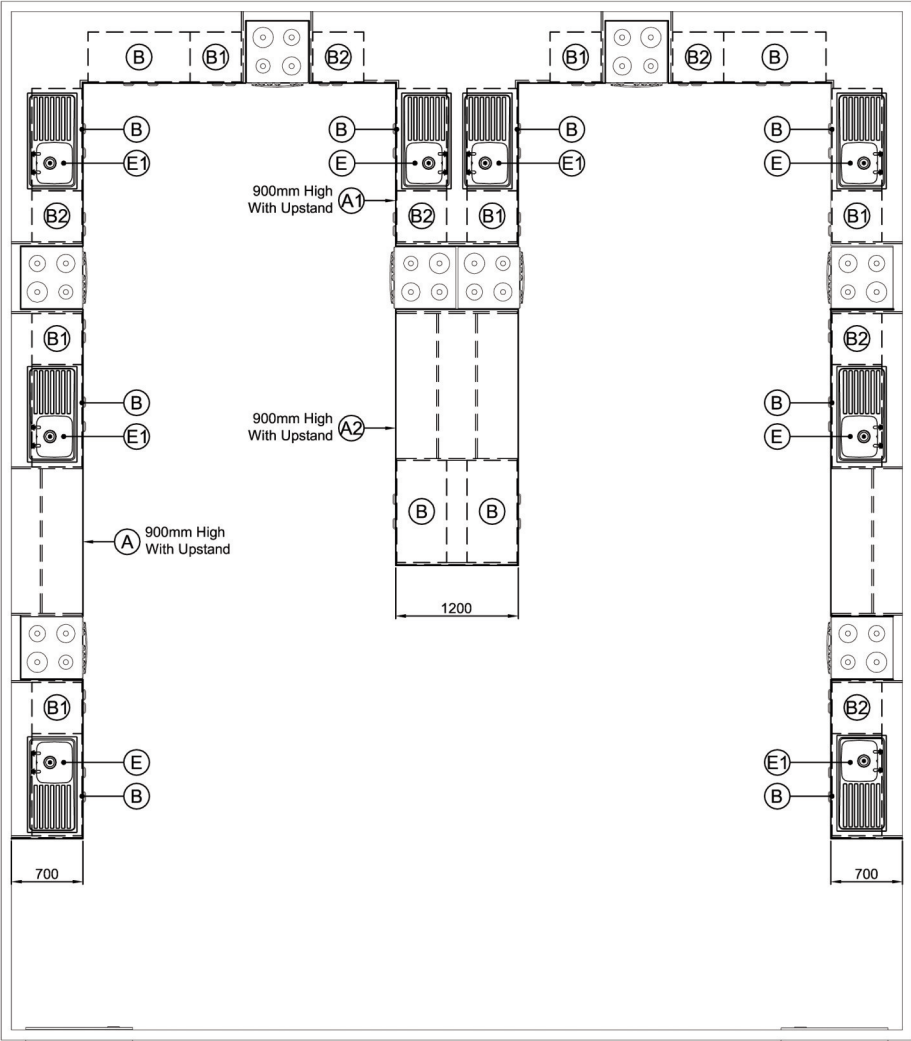 B B1 B2 B1 B2 B
B B B B
E1 E E1 E
900mm High
With Upstand A1
B2 B2 B1 B1
B1 B2
B B
900mm High
With Upstand A2
E1 E
B B
A 900mm High
With Upstand
1200
B1 B2
E E1
B B
700 700